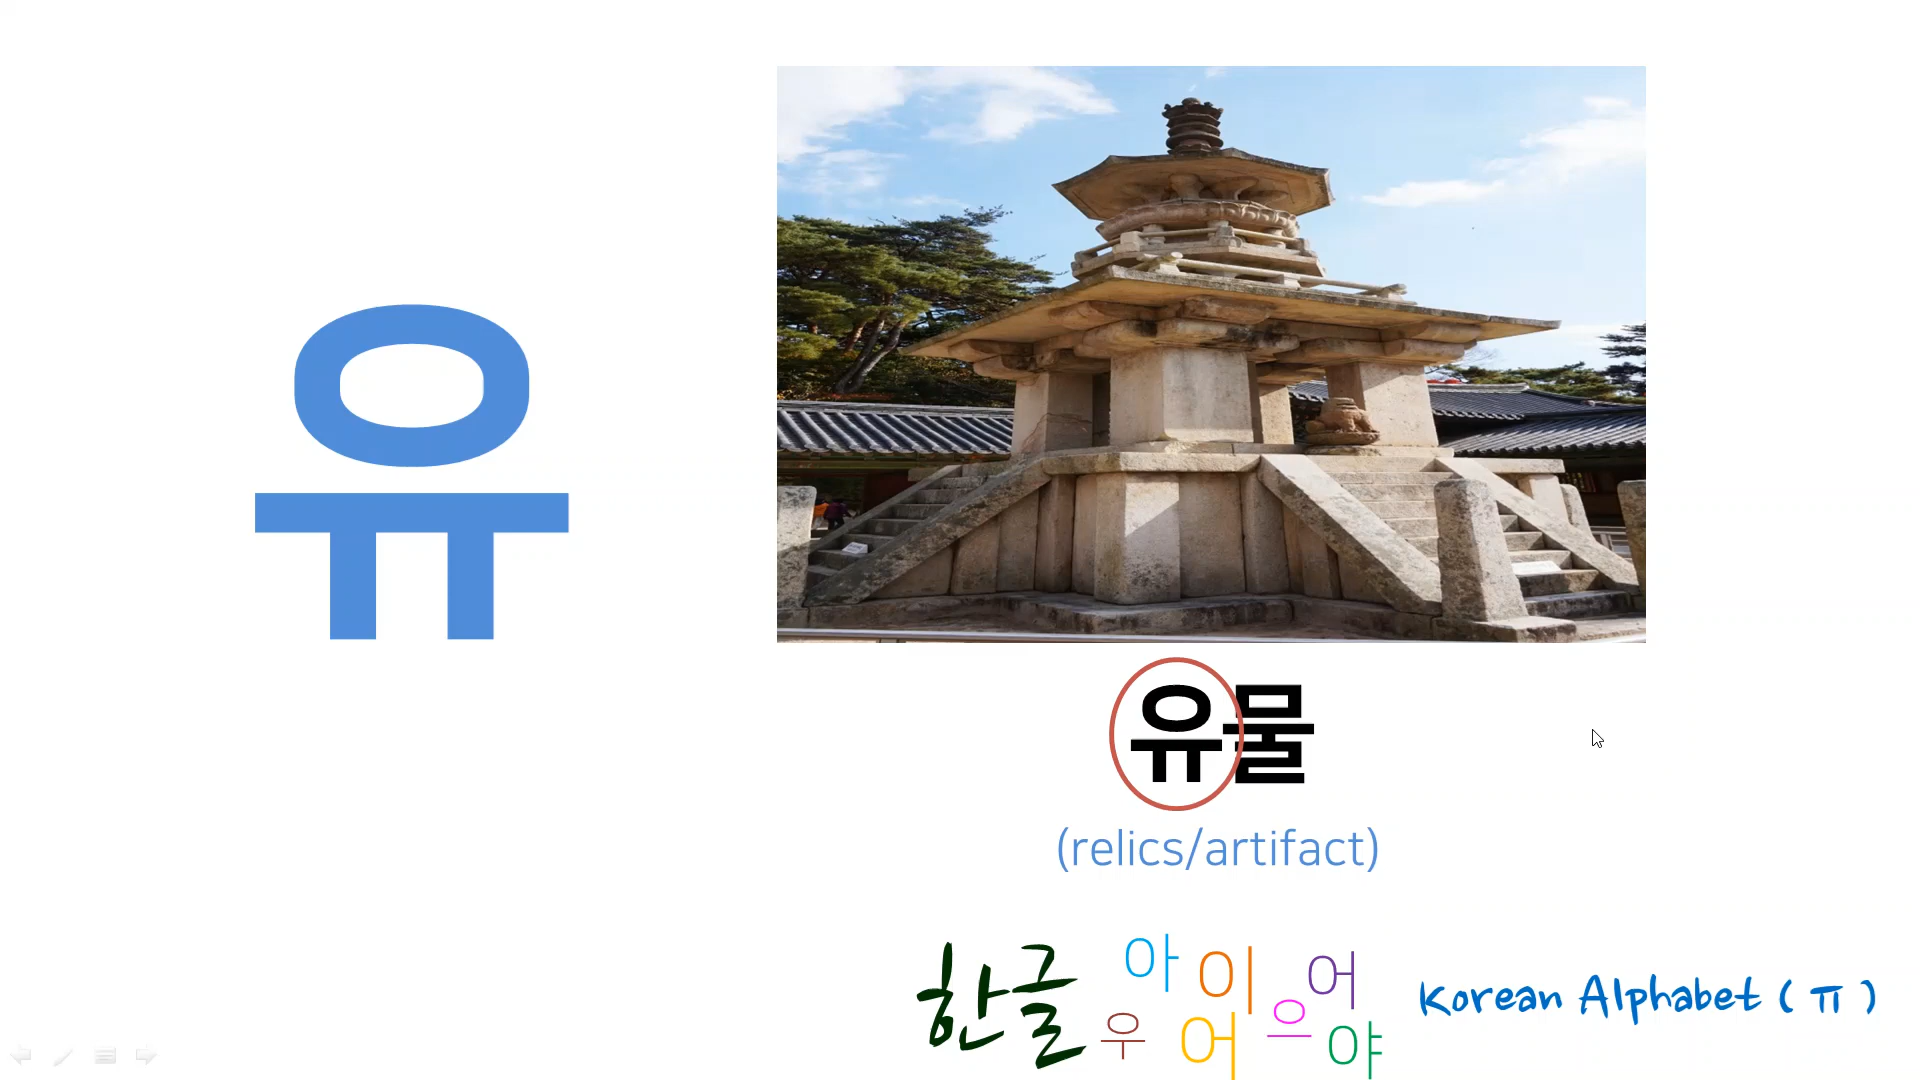 유
유물
(relics/artifact)
한글 아 이 어 우 어 으 야 Korean Alphabet (ㅠ)